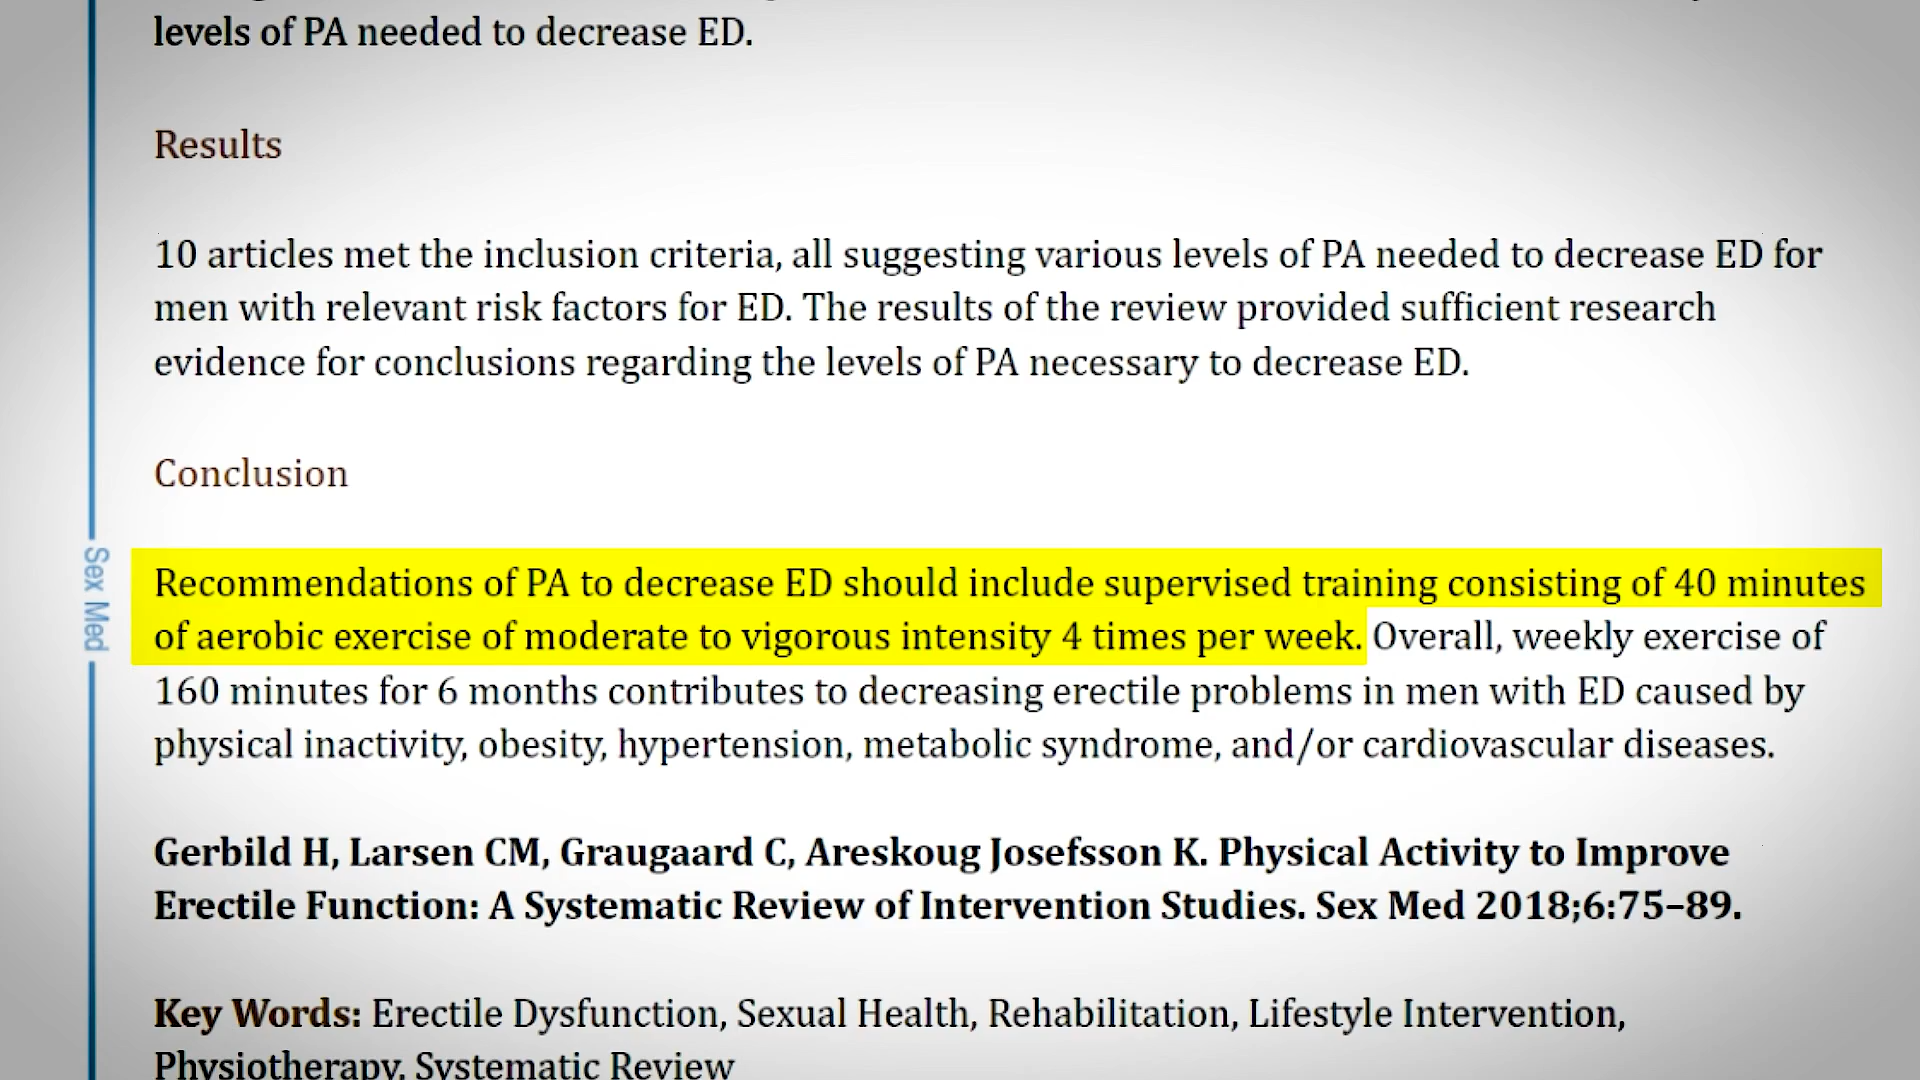 levels of PA needed to decrease ED.
Results
10 articles met the inclusion criteria, all suggesting various levels of PA needed to decrease ED for
men with relevant risk factors for ED. The results of the review provided sufficient research
evidence for conclusions regarding the levels of PA necessary to decrease ED.
Conclusion
Sex Med
Recommendations of PA to decrease ED should include supervised training consisting of 40 minutes
of aerobic exercise of moderate to vigorous intensity 4 times per week. Overall, weekly exercise of
160 minutes for 6 months contributes to decreasing erectile problems in men with ED caused by
physical inactivity, obesity, hypertension, metabolic syndrome, and/or cardiovascular diseases.
Gerbild H, Larsen CM, Graugaard C, Areskoug Josefsson K. Physical Activity to Improve
Erectile Function: A Systematic Review of Intervention Studies. Sex Med 2018;6:75–89.
Key Words: Erectile Dysfunction, Sexual Health, Rehabilitation, Lifestyle Intervention,
Physiotherapy, Systematic Review